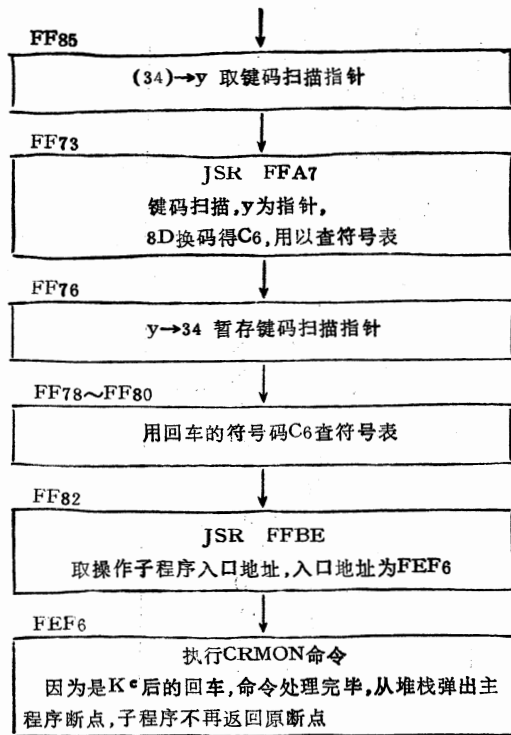 FF85
(34)→y 取键码扫描指针
FF73
JSR FFA7
键码扫描,y为指针,
8D换码得C6,用以查符号表
FF76
y→34 暂存键码扫描指针
FF78～FF80
用回车的符号码C6查符号表
FF82
JSR FFBE
取操作子程序入口地址,入口地址为FEF6
FEF6
执行CRMON命令
因为是Kᶜ后的回车,命令处理完毕,从堆栈弹出主
程序断点,子程序不再返回原断点